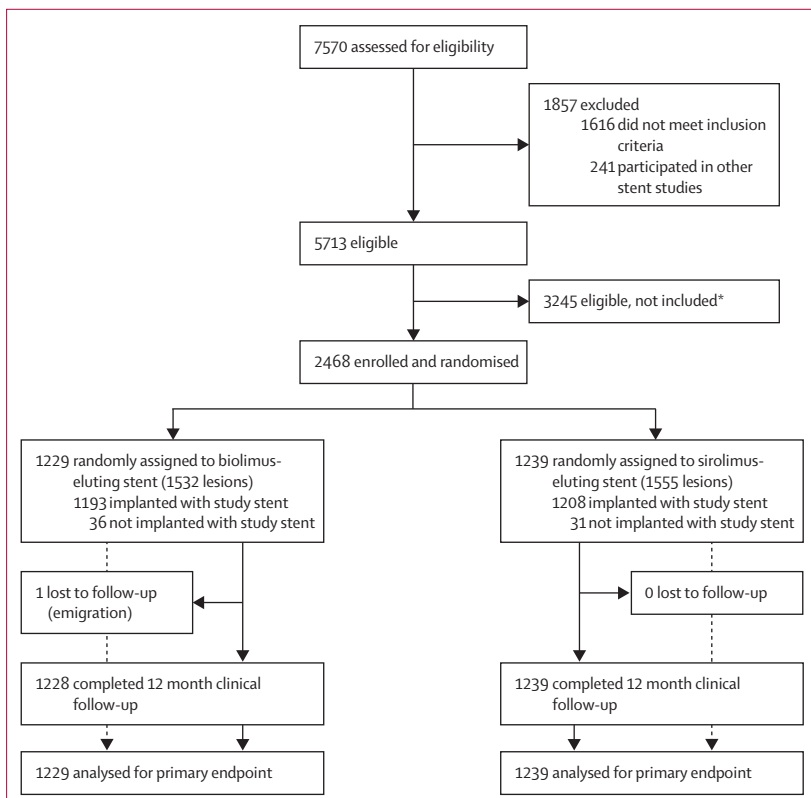 7570 assessed for eligibility
1857 excluded
1616 did not meet inclusion
criteria
241 participated in other
stent studies
5713 eligible
3245 eligible, not included*
2468 enrolled and randomised
1229 randomly assigned to biolimus-
eluting stent (1532 lesions)
1193 implanted with study stent
36 not implanted with study stent
1239 randomly assigned to sirolimus-
eluting stent (1555 lesions)
1208 implanted with study stent
31 not implanted with study stent
1 lost to follow-up
(emigration)
0 lost to follow-up
1228 completed 12 month clinical
follow-up
1239 completed 12 month clinical
follow-up
1229 analysed for primary endpoint
1239 analysed for primary endpoint